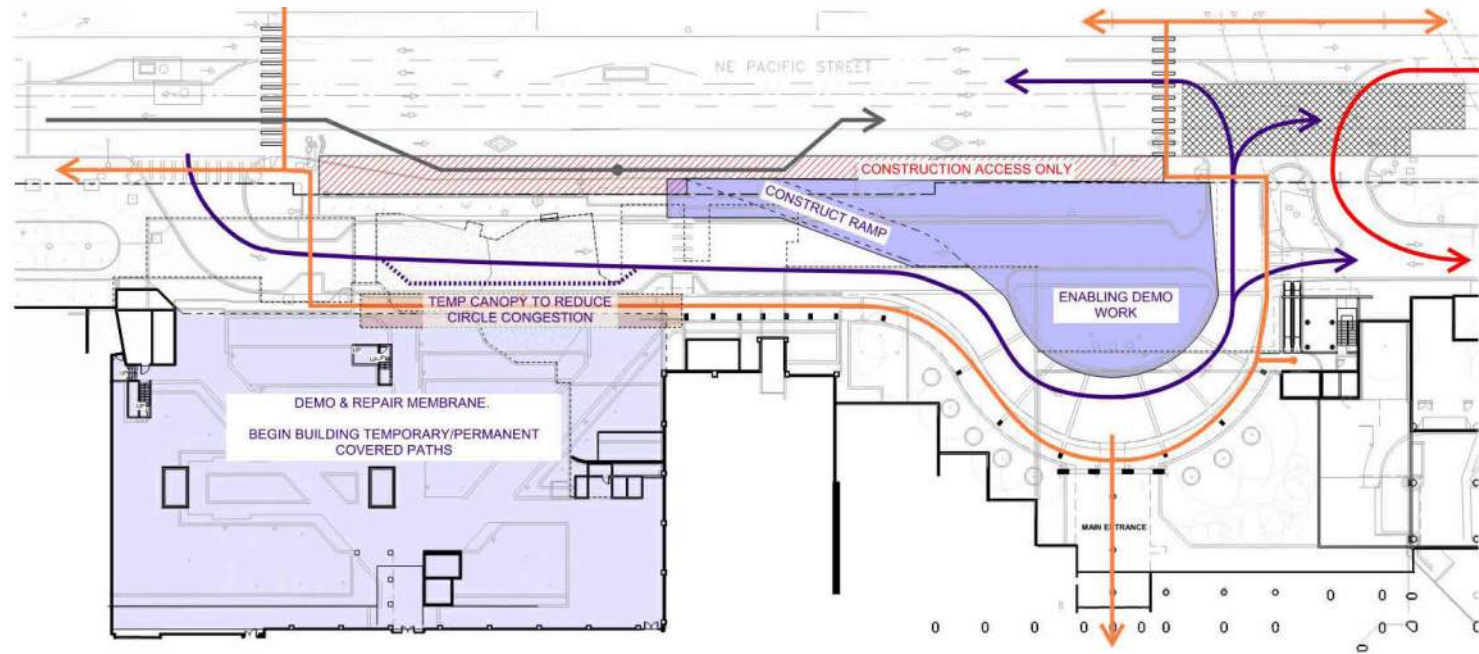 NE PACIFIC STREET
CONSTRUCTION ACCESS ONLY
CONSTRUCT RAMP
TEMP CANOPY TO REDUCE
CIRCLE CONGESTION
ENABLING DEMO
WORK
DEMO & REPAIR MEMBRANE.
BEGIN BUILDING TEMPORARY/PERMANENT
COVERED PATHS
MAIN ENTRANCE